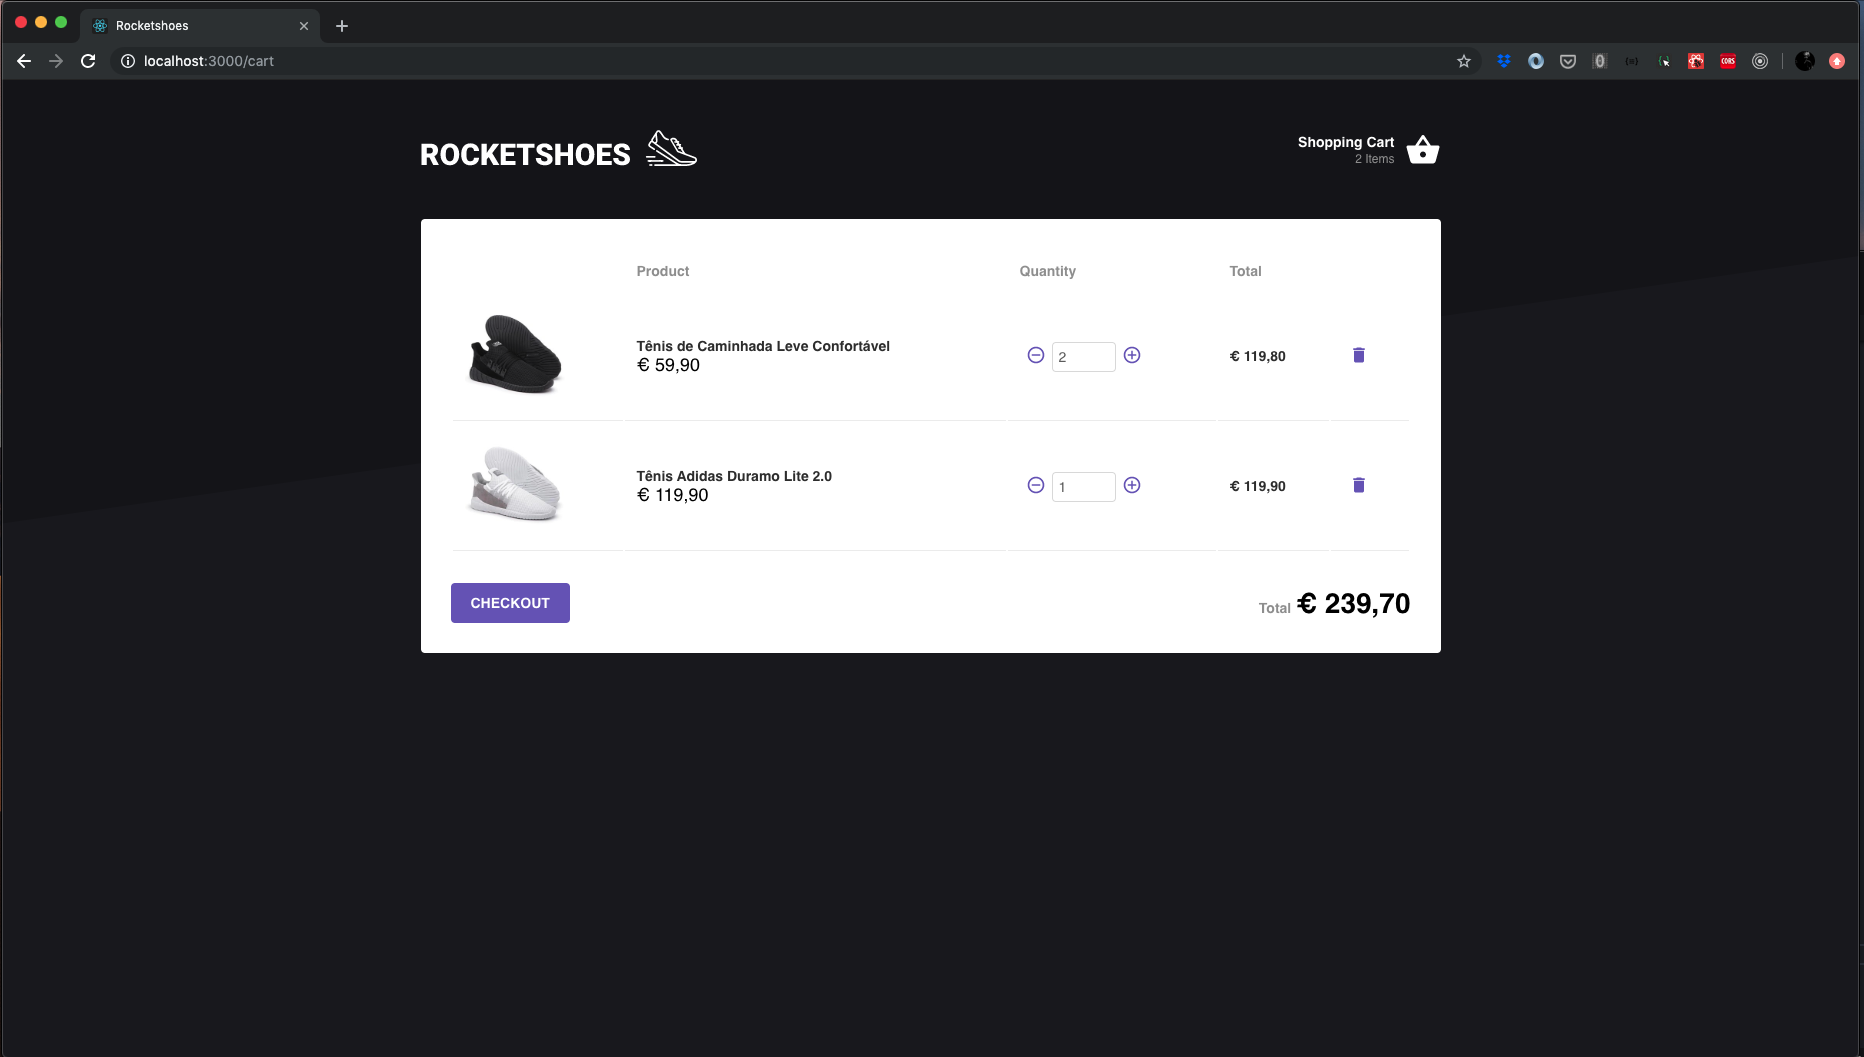 Rocketshoes
localhost:3000/cart
CORS
ROCKETSHOES
Shopping Cart
2 Items
Product Quantity Total
Tênis de Caminhada Leve Confortável
€ 59,90
2
€ 119,80
Tênis Adidas Duramo Lite 2.0
€ 119,90
1
€ 119,90
CHECKOUT
Total € 239,70